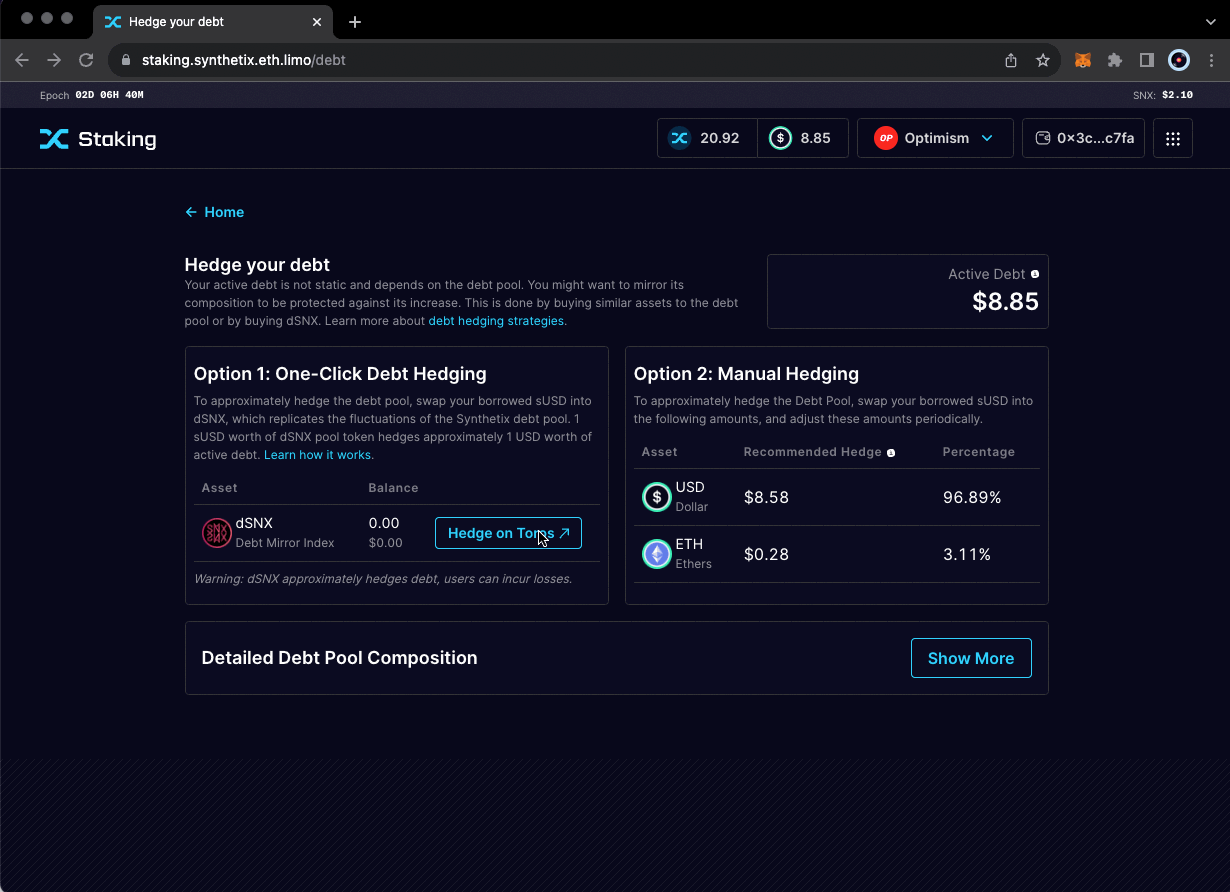 Hedge your debt
staking.synthetix.eth.limo/debt
Epoch 02D 06H 40M
SNX: $2.10
Staking
20.92
$ 8.85
OP Optimism
0×3c...c7fa
← Home
Hedge your debt
Your active debt is not static and depends on the debt pool. You might want to mirror its
composition to be protected against its increase. This is done by buying similar assets to the debt
pool or by buying dSNX. Learn more about debt hedging strategies.
Active Debt
$8.85
Option 1: One-Click Debt Hedging
To approximately hedge the debt pool, swap your borrowed sUSD into
dSNX, which replicates the fluctuations of the Synthetix debt pool. 1
sUSD worth of dSNX pool token hedges approximately 1 USD worth of
active debt. Learn how it works.
Asset Balance
dSNX 0.00
Debt Mirror Index $0.00
Hedge on Toros ↗
Warning: dSNX approximately hedges debt, users can incur losses.
Option 2: Manual Hedging
To approximately hedge the Debt Pool, swap your borrowed sUSD into
the following amounts, and adjust these amounts periodically.
Asset Recommended Hedge Percentage
USD
Dollar
$8.58 96.89%
ETH
Ethers
$0.28 3.11%
Detailed Debt Pool Composition
Show More